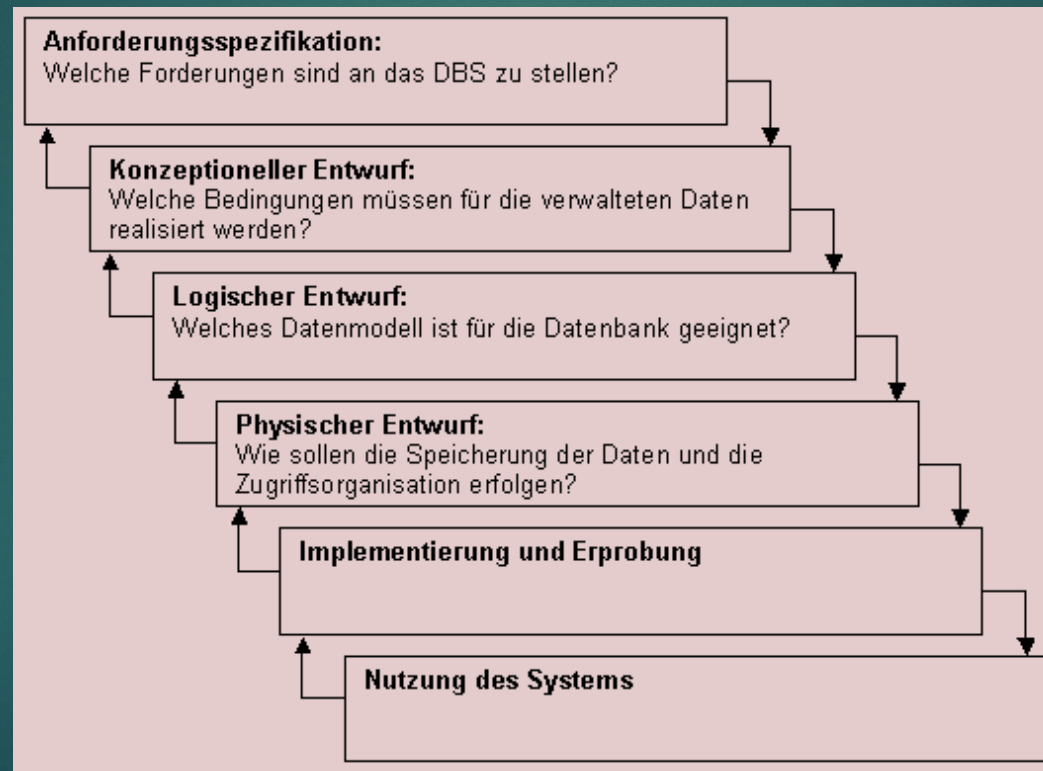 Anforderungsspezifikation:
Welche Forderungen sind an das DBS zu stellen?
Konzeptioneller Entwurf:
Welche Bedingungen müssen für die verwalteten Daten
realisiert werden?
Logischer Entwurf:
Welches Datenmodell ist für die Datenbank geeignet?
Physischer Entwurf:
Wie sollen die Speicherung der Daten und die
Zugriffsorganisation erfolgen?
Implementierung und Erprobung
Nutzung des Systems